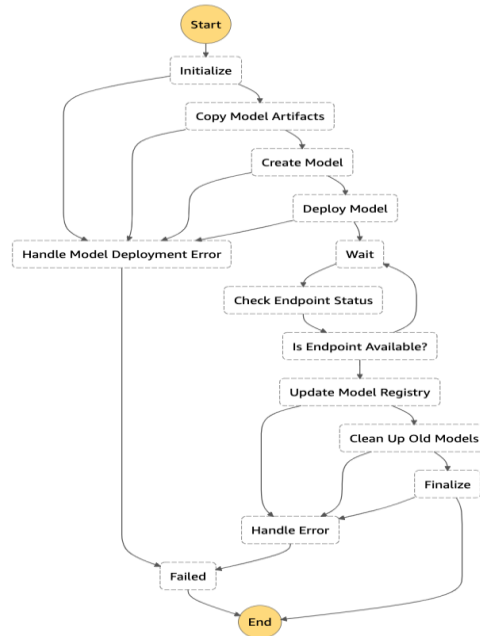 Start
Initialize
Copy Model Artifacts
Create Model
Deploy Model
Handle Model Deployment Error
Wait
Check Endpoint Status
Is Endpoint Available?
Update Model Registry
Clean Up Old Models
Finalize
Handle Error
Failed
End